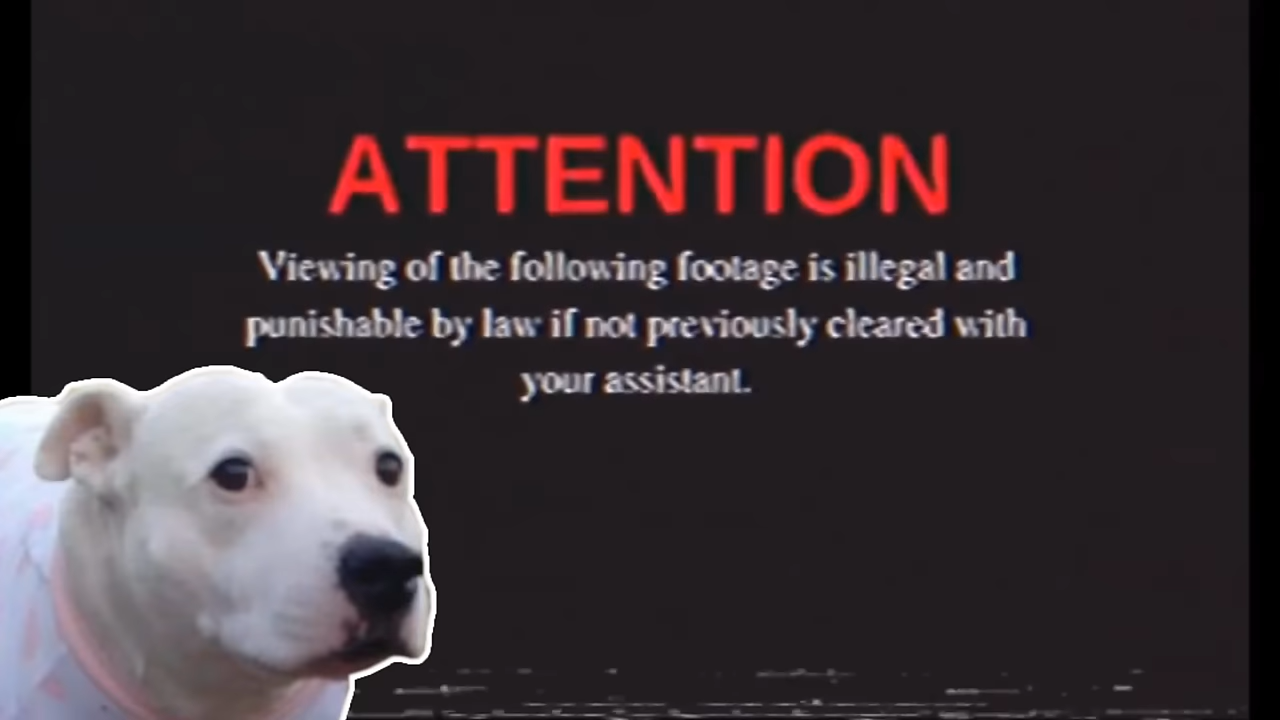 ATTENTION
Viewing of the following footage is illegal and
punishable by law if not previously cleared with
your assistant.